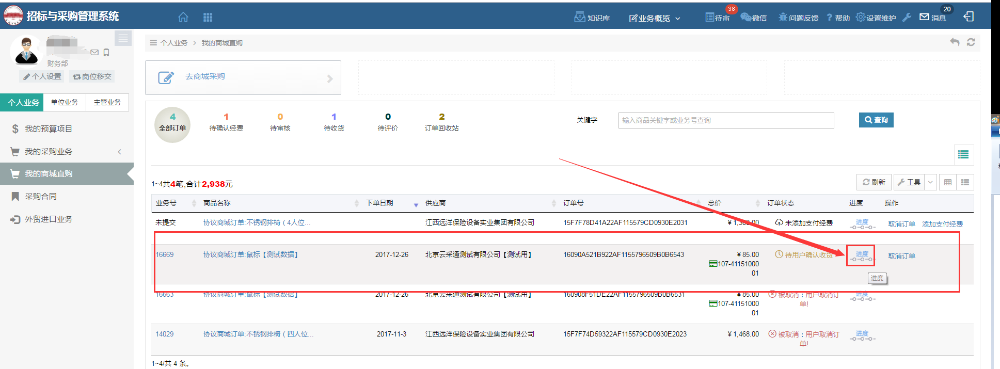 招标与采购管理系统
知识库
业务概览
待审
38
微信
问题反馈
? 帮助
设置维护
消息
20
财务部
个人设置
岗位移交
个人业务
单位业务
主管业务
我的预算项目
我的采购业务
我的商城直购
采购合同
外贸进口业务
个人业务 > 我的商城直购
去商城采购
4 1 0 1 0 2
全部订单 待确认经费 待审核 待收货 待评价 订单回收站
关键字
输入商品关键字或业务号查询
查询
1~4共4笔,合计2,938元
刷新 工具
业务号 商品名称 下单日期 供应商 订单号 总价 订单状态 进度 操作
未提交 协议商城订单:不锈钢排椅（4人位... 江西远洋保险设备实业集团有限公司 15F7F78D41A22AF115579CD0930E2031 ¥ 1,300.00 未添加支付经费 进度 取消订单 添加支付经费
16669 协议商城订单:鼠标【测试数据】 2017-12-26 北京云采通测试有限公司【测试用】 16090A521B922AF1155796509B0B6543 ¥ 85.00 待用户确认收货 进度 取消订单
107-41151000
01
进度
16663 协议商城订单:鼠标【测试数据】 2017-12-26 北京云采通测试有限公司【测试用】 160908F51DE22AF1155796509B0B6531 ¥ 85.00 被取消：用户取消订 进度
107-41151000 单!
01
14029 协议商城订单:不锈钢排椅（四人位... 2017-11-3 江西远洋保险设备实业集团有限公司 15F7F74D59322AF115579CD0930E2023 ¥ 1,468.00 被取消：用户取消订 进度
单!
1~4/共 4 条。